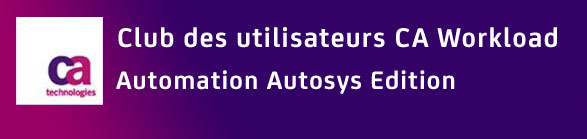 ca
technologies
Club des utilisateurs CA Workload
Automation Autosys Edition